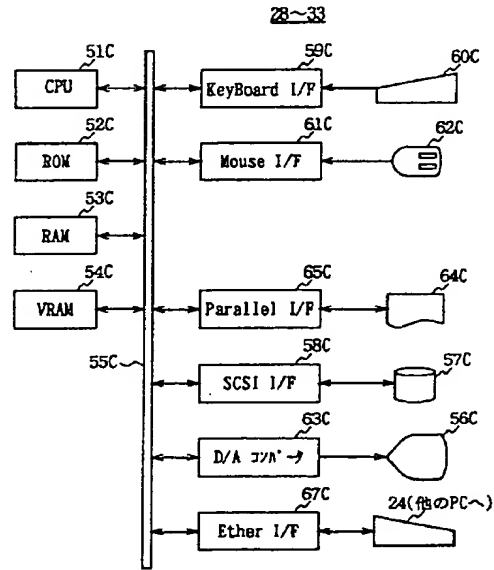 28～33
51C
CPU
59C
KeyBoard I/F
60C
52C
ROM
61C
Mouse I/F
62C
53C
RAM
54C
VRAM
65C
Parallel I/F
64C
55C
58C
SCSI I/F
57C
63C
D/A コンバータ
56C
67C
Ether I/F
24(他のPCへ)